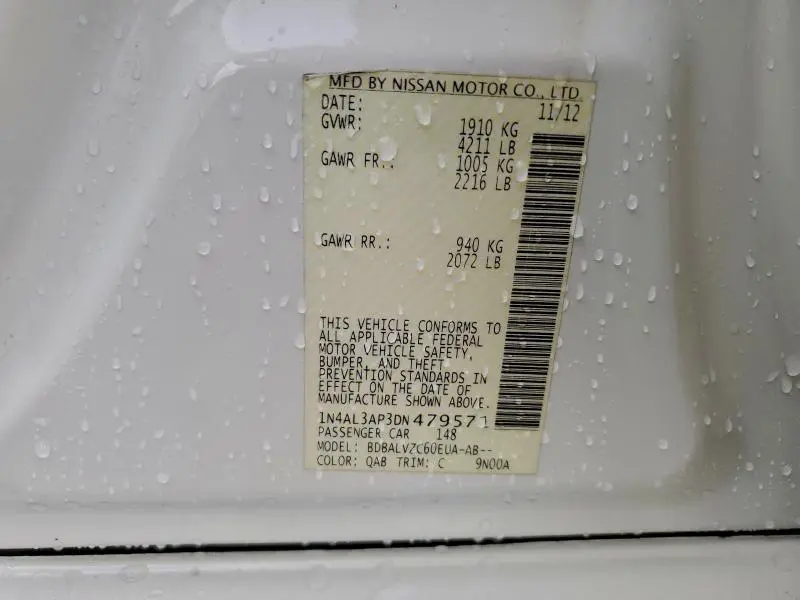 MFD BY NISSAN MOTOR CO., LTD.
DATE: 11/12
GVWR: 1910 KG
4211 LB
GAWR FR.: 1005 KG
2216 LB
GAWR RR.: 940 KG
2072 LB
THIS VEHICLE CONFORMS TO
ALL APPLICABLE FEDERAL
MOTOR VEHICLE SAFETY,
BUMPER, AND THEFT
PREVENTION STANDARDS IN
EFFECT ON THE DATE OF
MANUFACTURE SHOWN ABOVE.
1N4AL3AP3DN479571
PASSENGER CAR 148
MODEL: BDBALVZC60EUA-AB--
COLOR: QAB TRIM: C 9N00A